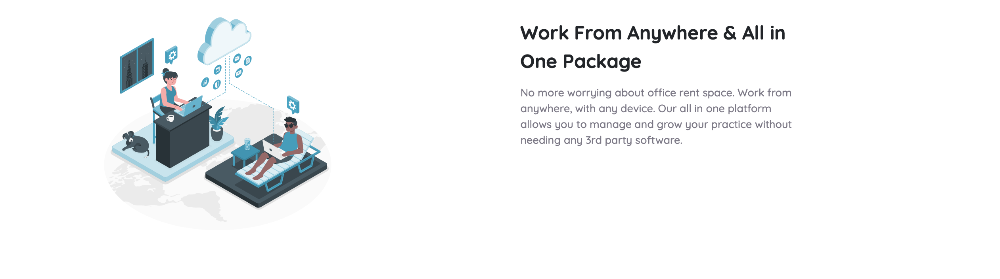 Work From Anywhere & All in
One Package
No more worrying about office rent space. Work from
anywhere, with any device. Our all in one platform
allows you to manage and grow your practice without
needing any 3rd party software.